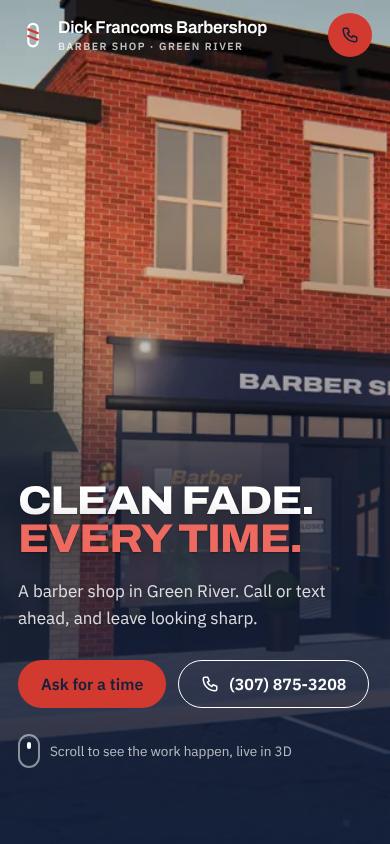 Dick Francoms Barbershop
BARBER SHOP · GREEN RIVER
BARBER
Barber
CLEAN FADE.
EVERY TIME.
A barber shop in Green River. Call or text
ahead, and leave looking sharp.
Ask for a time
(307) 875-3208
Scroll to see the work happen, live in 3D